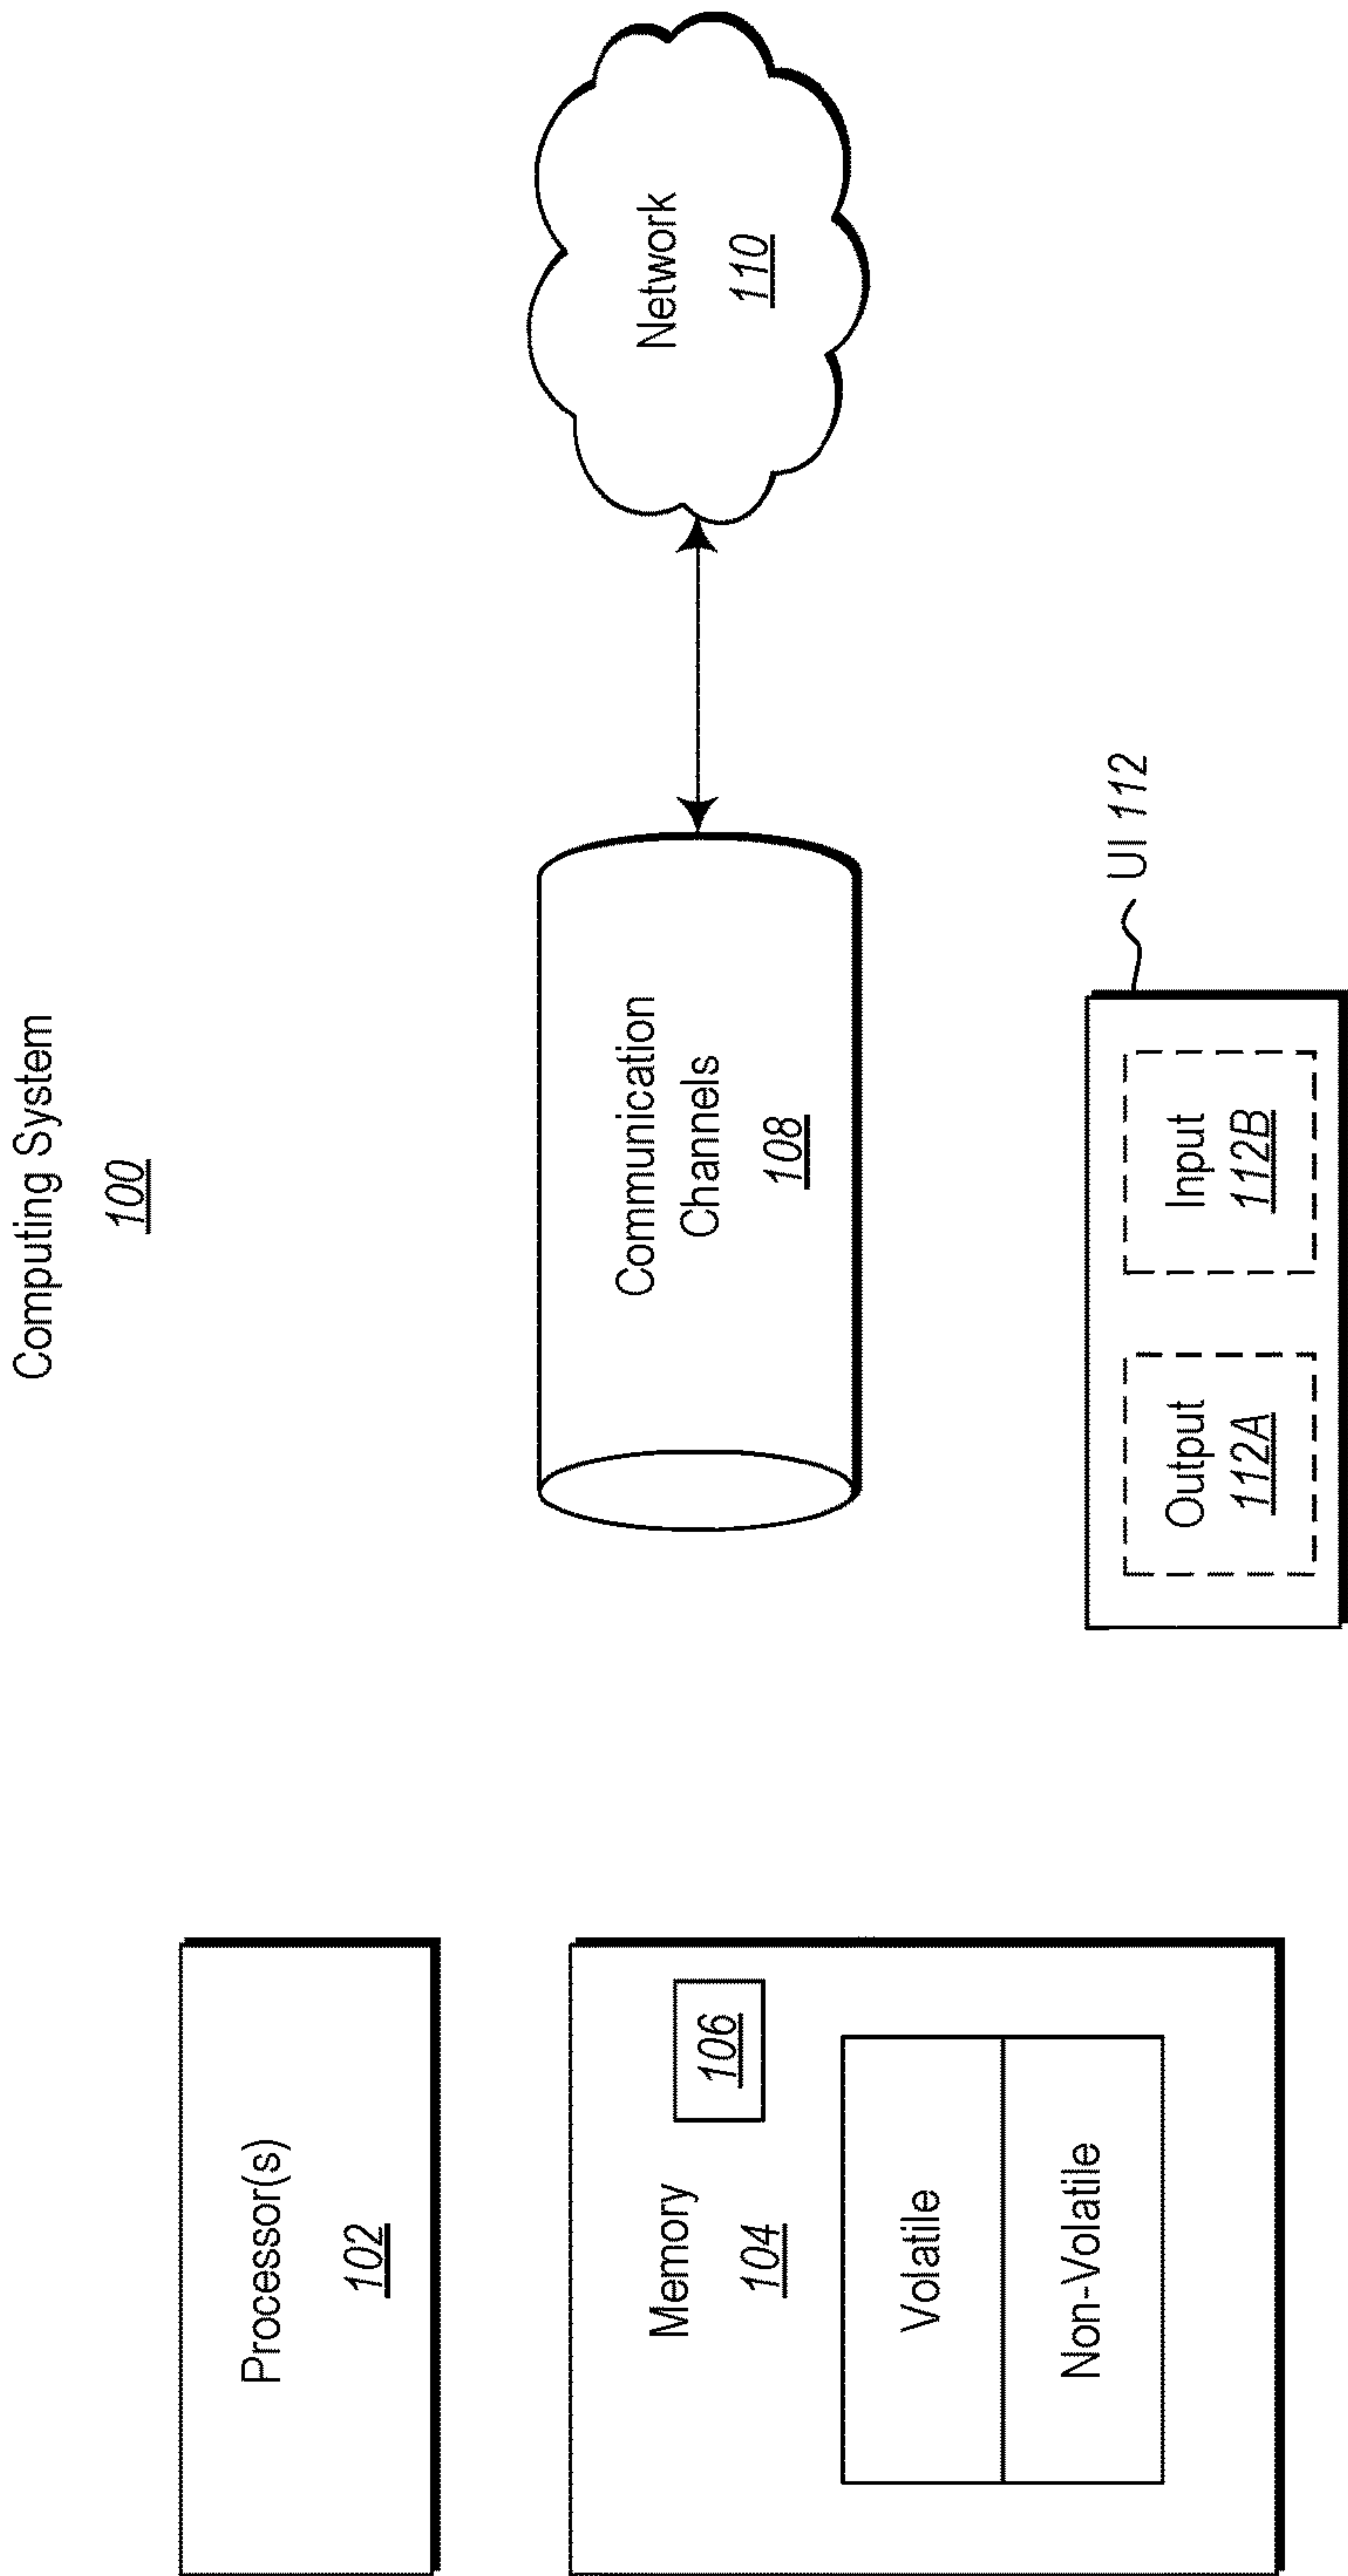 Computing System
100
Processor(s)
102
Memory
104
106
Volatile
Non-Volatile
Communication
Channels
108
Network
110
UI 112
Output
112A
Input
112B